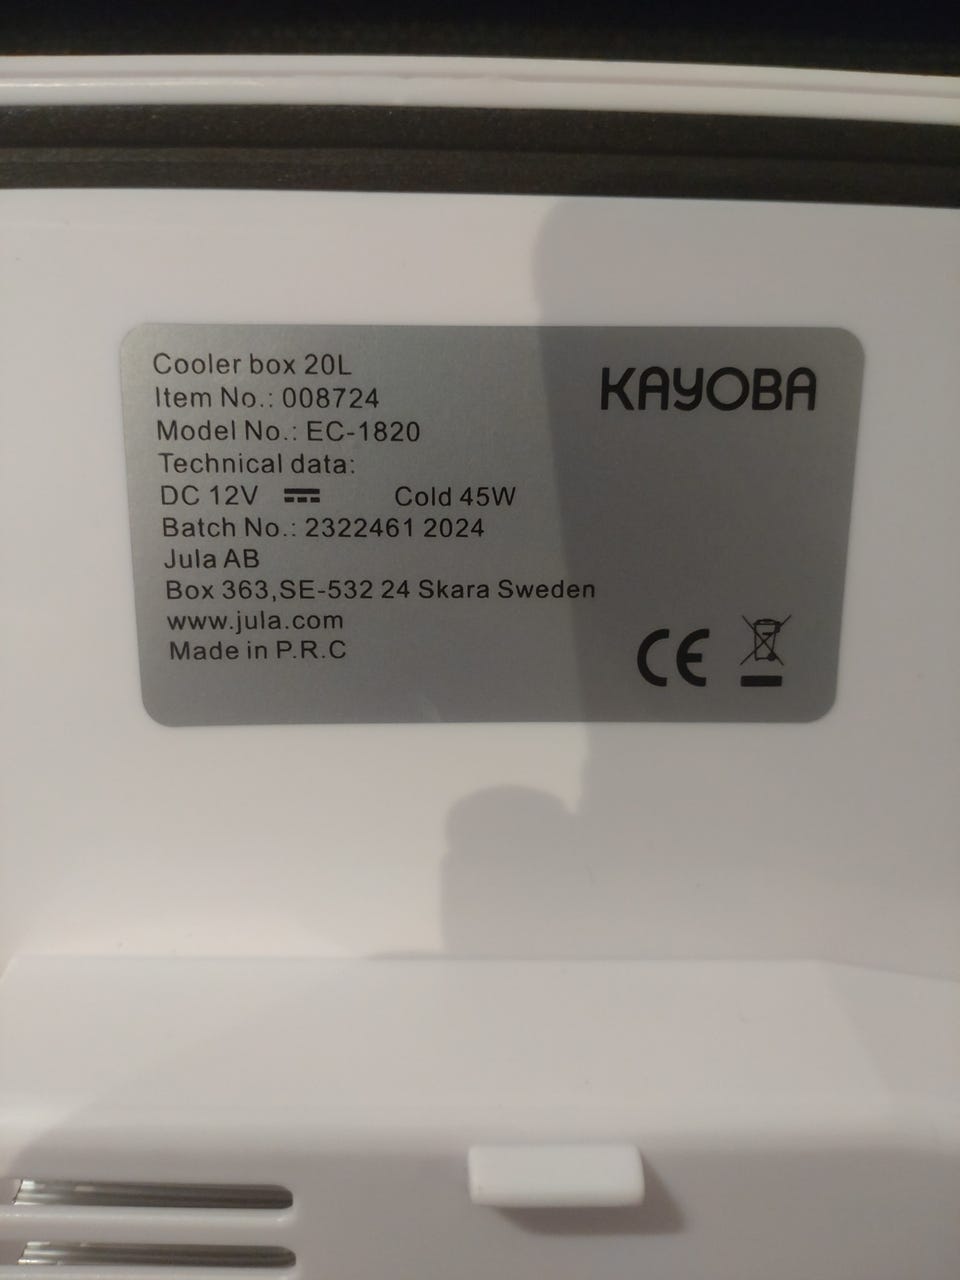 Cooler box 20L
KAYOBA
Item No.: 008724
Model No.: EC-1820
Technical data:
DC 12V Cold 45W
Batch No.: 2322461 2024
Jula AB
Box 363,SE-532 24 Skara Sweden
www.jula.com
Made in P.R.C
CE